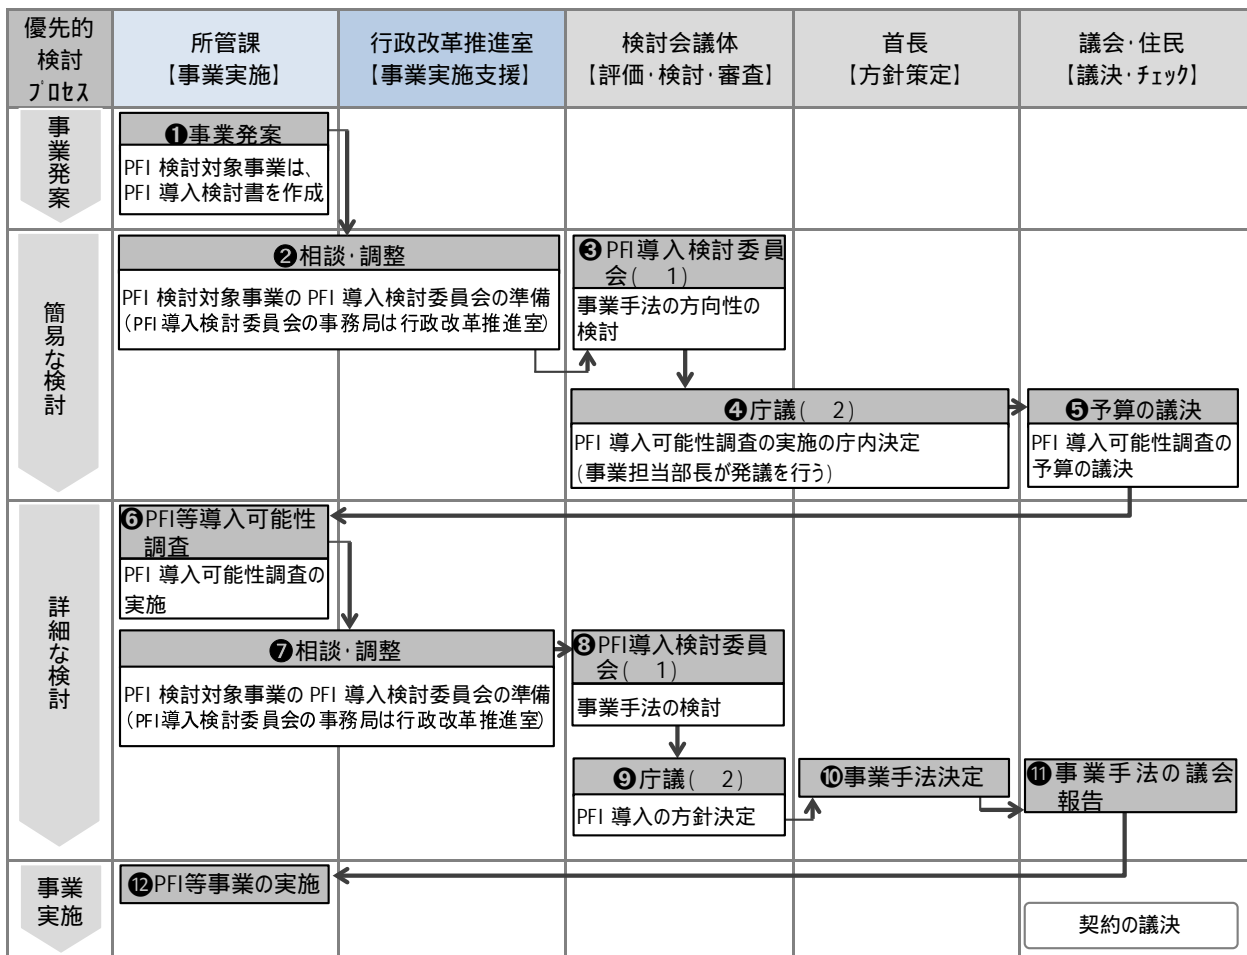 優先的
検討
プロセス
所管課
【事業実施】
行政改革推進室
【事業実施支援】
検討会議体
【評価・検討・審査】
首長
【方針策定】
議会・住民
【議決・チェック】
事業発案
❶事業発案
PFI 検討対象事業は、
PFI 導入検討書を作成
簡易な検討
❷相談・調整
PFI 検討対象事業の PFI 導入検討委員会の準備
（PFI 導入検討委員会の事務局は行政改革推進室）
❸PFI導入検討委員
会(　1)
事業手法の方向性の
検討
❹庁議(　2)
PFI 導入可能性調査の実施の庁内決定
(事業担当部長が発議を行う)
❺予算の議決
PFI 導入可能性調査の
予算の議決
詳細な検討
❻PFI等導入可能性
調査
PFI 導入可能性調査の
実施
❼相談・調整
PFI 検討対象事業の PFI 導入検討委員会の準備
（PFI導入検討委員会の事務局は行政改革推進室）
❽PFI導入検討委員
会(　1)
事業手法の検討
❾庁議(　2)
PFI 導入の方針決定
❿事業手法決定
⓫事業手法の議会
報告
事業
実施
⓬PFI等事業の実施
契約の議決